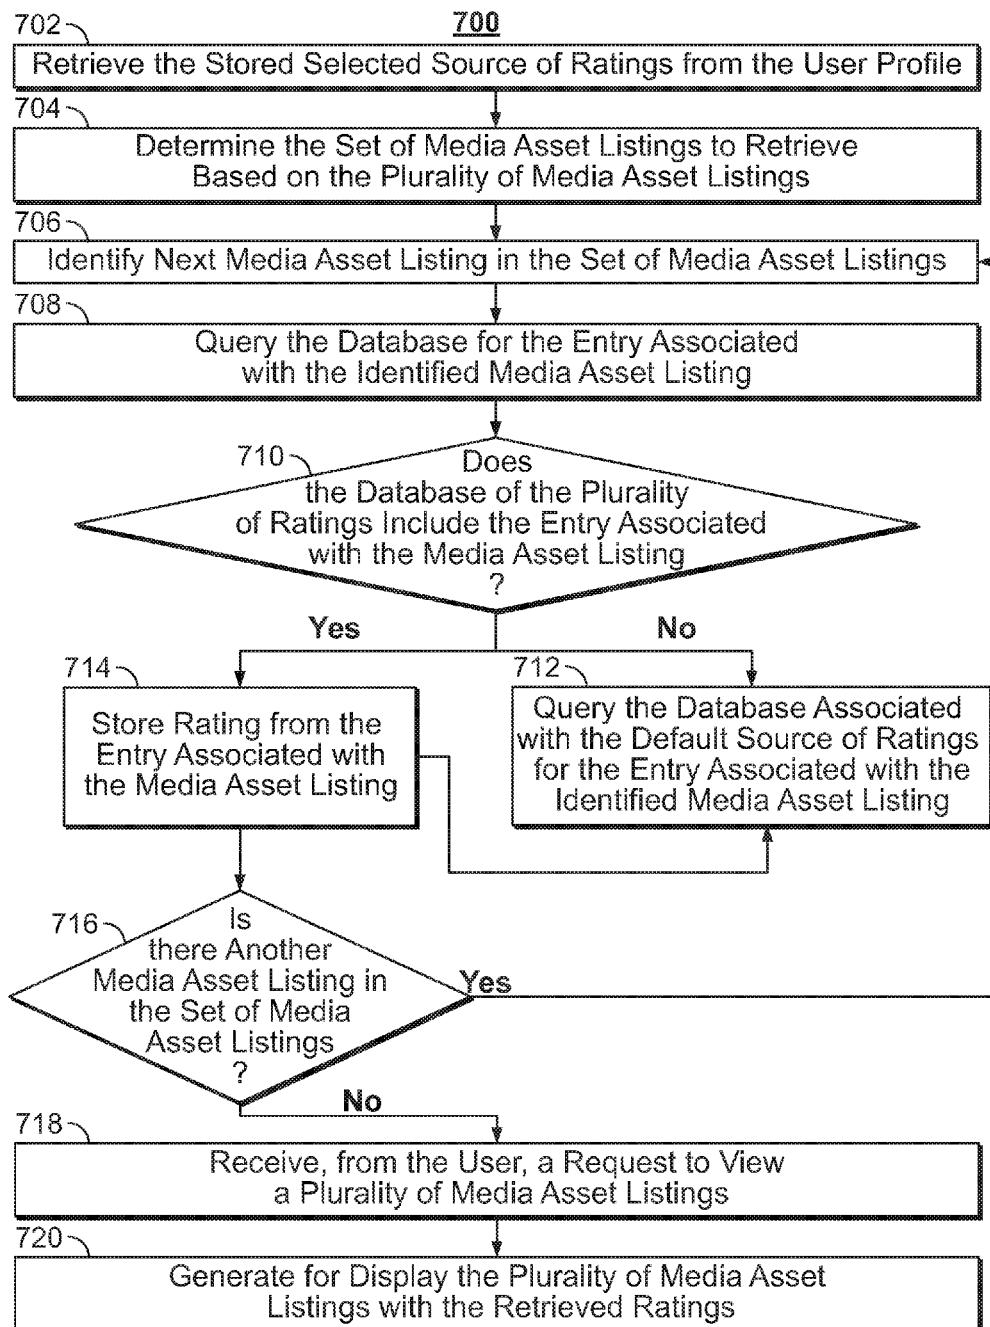 700
702
Retrieve the Stored Selected Source of Ratings from the User Profile
704
Determine the Set of Media Asset Listings to Retrieve
Based on the Plurality of Media Asset Listings
706
Identify Next Media Asset Listing in the Set of Media Asset Listings
708
Query the Database for the Entry Associated
with the Identified Media Asset Listing
710
Does
the Database of the Plurality
of Ratings Include the Entry Associated
with the Media Asset Listing
?
Yes
No
714
Store Rating from the
Entry Associated with
the Media Asset Listing
712
Query the Database Associated
with the Default Source of Ratings
for the Entry Associated with the
Identified Media Asset Listing
716
Is
there Another
Media Asset Listing in
the Set of Media
Asset Listings
?
Yes
No
718
Receive, from the User, a Request to View
a Plurality of Media Asset Listings
720
Generate for Display the Plurality of Media Asset
Listings with the Retrieved Ratings